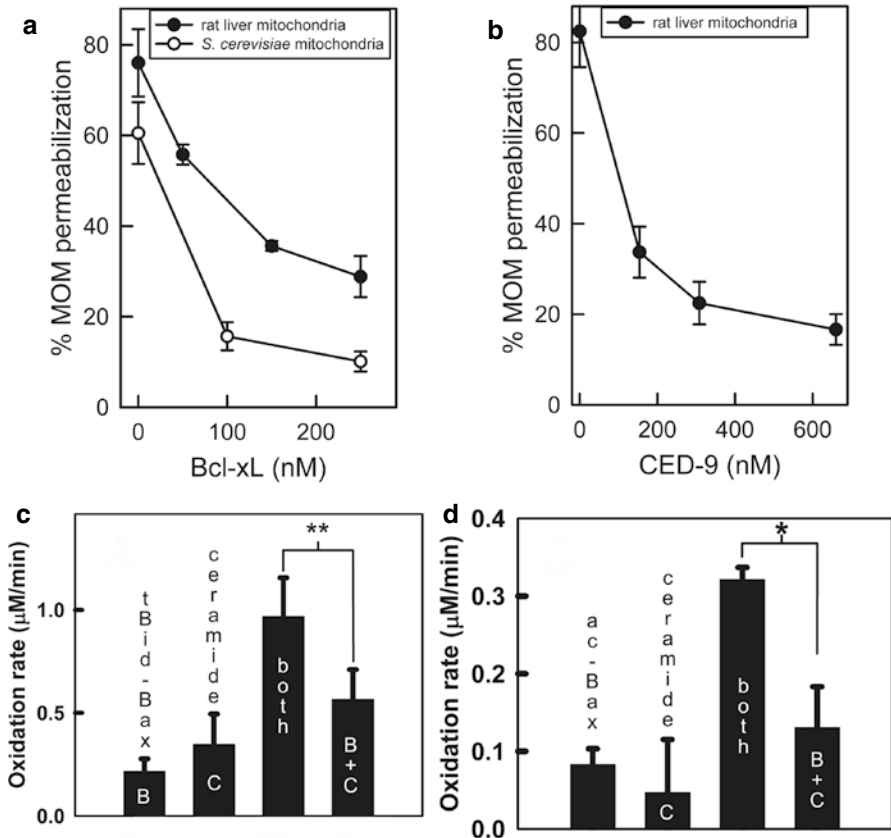 a
rat liver mitochondria
S. cerevisiae mitochondria
% MOM permeabilization
80
60
40
20
0
0
100
200
Bcl-xL (nM)
b
rat liver mitochondria
% MOM permeabilization
80
60
40
20
0
0
200
400
600
CED-9 (nM)
c
Oxidation rate (µM/min)
1.0
0.5
0.0
tBid-Bax
B
ceramide
C
both
B+C
**
d
Oxidation rate (µM/min)
0.4
0.3
0.2
0.1
0.0
ac-Bax
ceramide
C
both
B+C
*